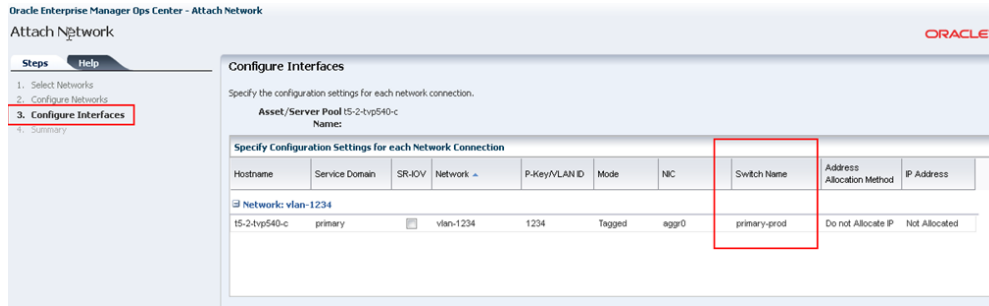 Oracle Enterprise Manager Ops Center - Attach Network
Attach Network
ORACLE
Steps Help
1. Select Networks
2. Configure Networks
3. Configure Interfaces
4. Summary
Configure Interfaces
Specify the configuration settings for each network connection.
Asset/Server Pool t5-2-tvp540-c
Name:
Specify Configuration Settings for each Network Connection
Hostname Service Domain SR-IOV Network P-Key/VLAN ID Mode NIC Switch Name Address Allocation Method IP Address
Network: vlan-1234
t5-2-tvp540-c primary vlan-1234 1234 Tagged aggr0 primary-prod Do not Allocate IP Not Allocated